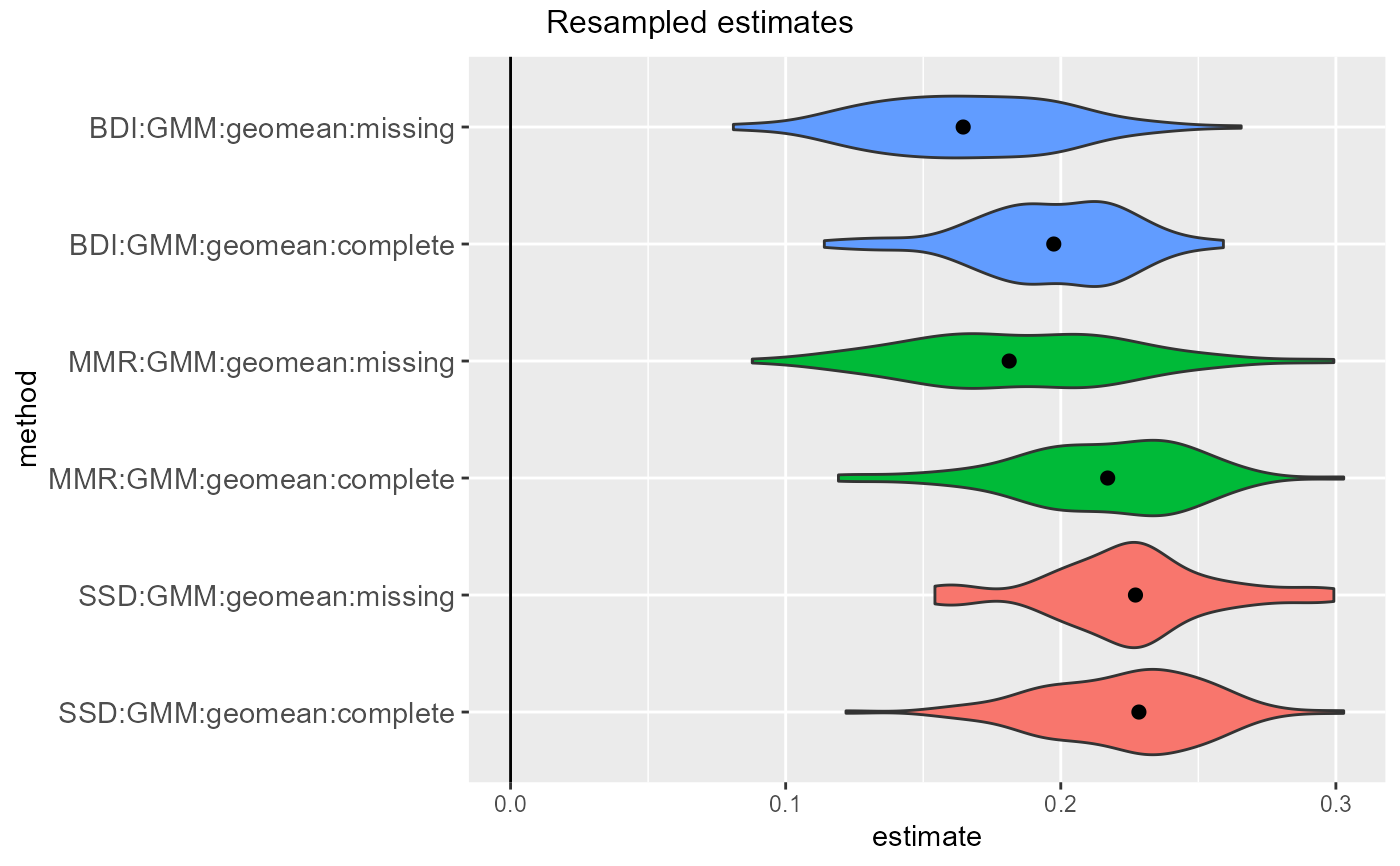 Resampled estimates
BDI:GMM:geomean:missing
BDI:GMM:geomean:complete
MMR:GMM:geomean:missing
MMR:GMM:geomean:complete
SSD:GMM:geomean:missing
SSD:GMM:geomean:complete
method
0.0 0.1 0.2 0.3
estimate